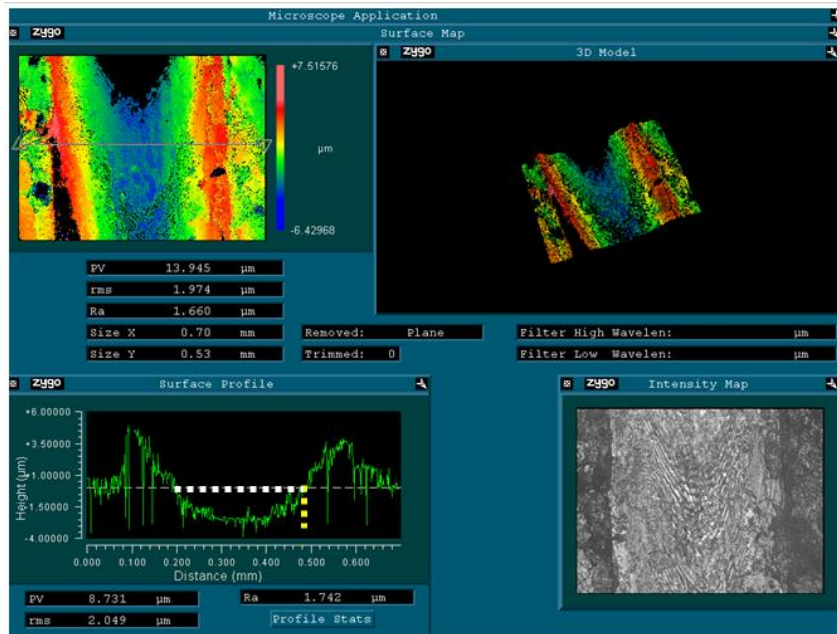 Microscope Application
zygo Surface Map
zygo 3D Model
+7.51576
µm
-6.42968
PV 13.945 µm
rms 1.974 µm
Ra 1.660 µm
Size X 0.70 mm
Size Y 0.53 mm
Removed: Plane
Trimmed: 0
Filter High Wavelen: µm
Filter Low Wavelen: µm
zygo Surface Profile
+6.00000
+3.50000
+1.00000
-1.50000
-4.00000
Height (µm)
0.000 0.100 0.200 0.300 0.400 0.500 0.600
Distance (mm)
PV 8.731 µm
rms 2.049 µm
Ra 1.742 µm
Profile Stats
zygo Intensity Map